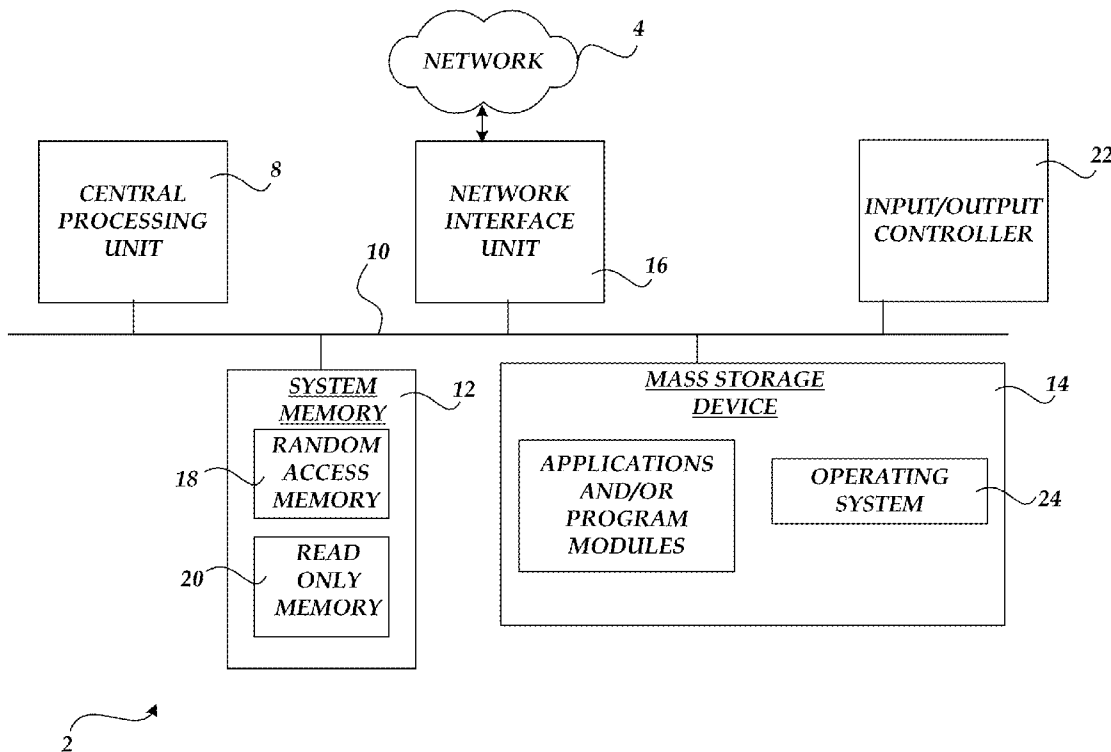 4
NETWORK
8
CENTRAL
PROCESSING
UNIT
NETWORK
INTERFACE
UNIT
16
22
INPUT/OUTPUT
CONTROLLER
10
SYSTEM
MEMORY
12
18
RANDOM
ACCESS
MEMORY
20
READ
ONLY
MEMORY
MASS STORAGE
DEVICE
14
APPLICATIONS
AND/OR
PROGRAM
MODULES
OPERATING
SYSTEM
24
2